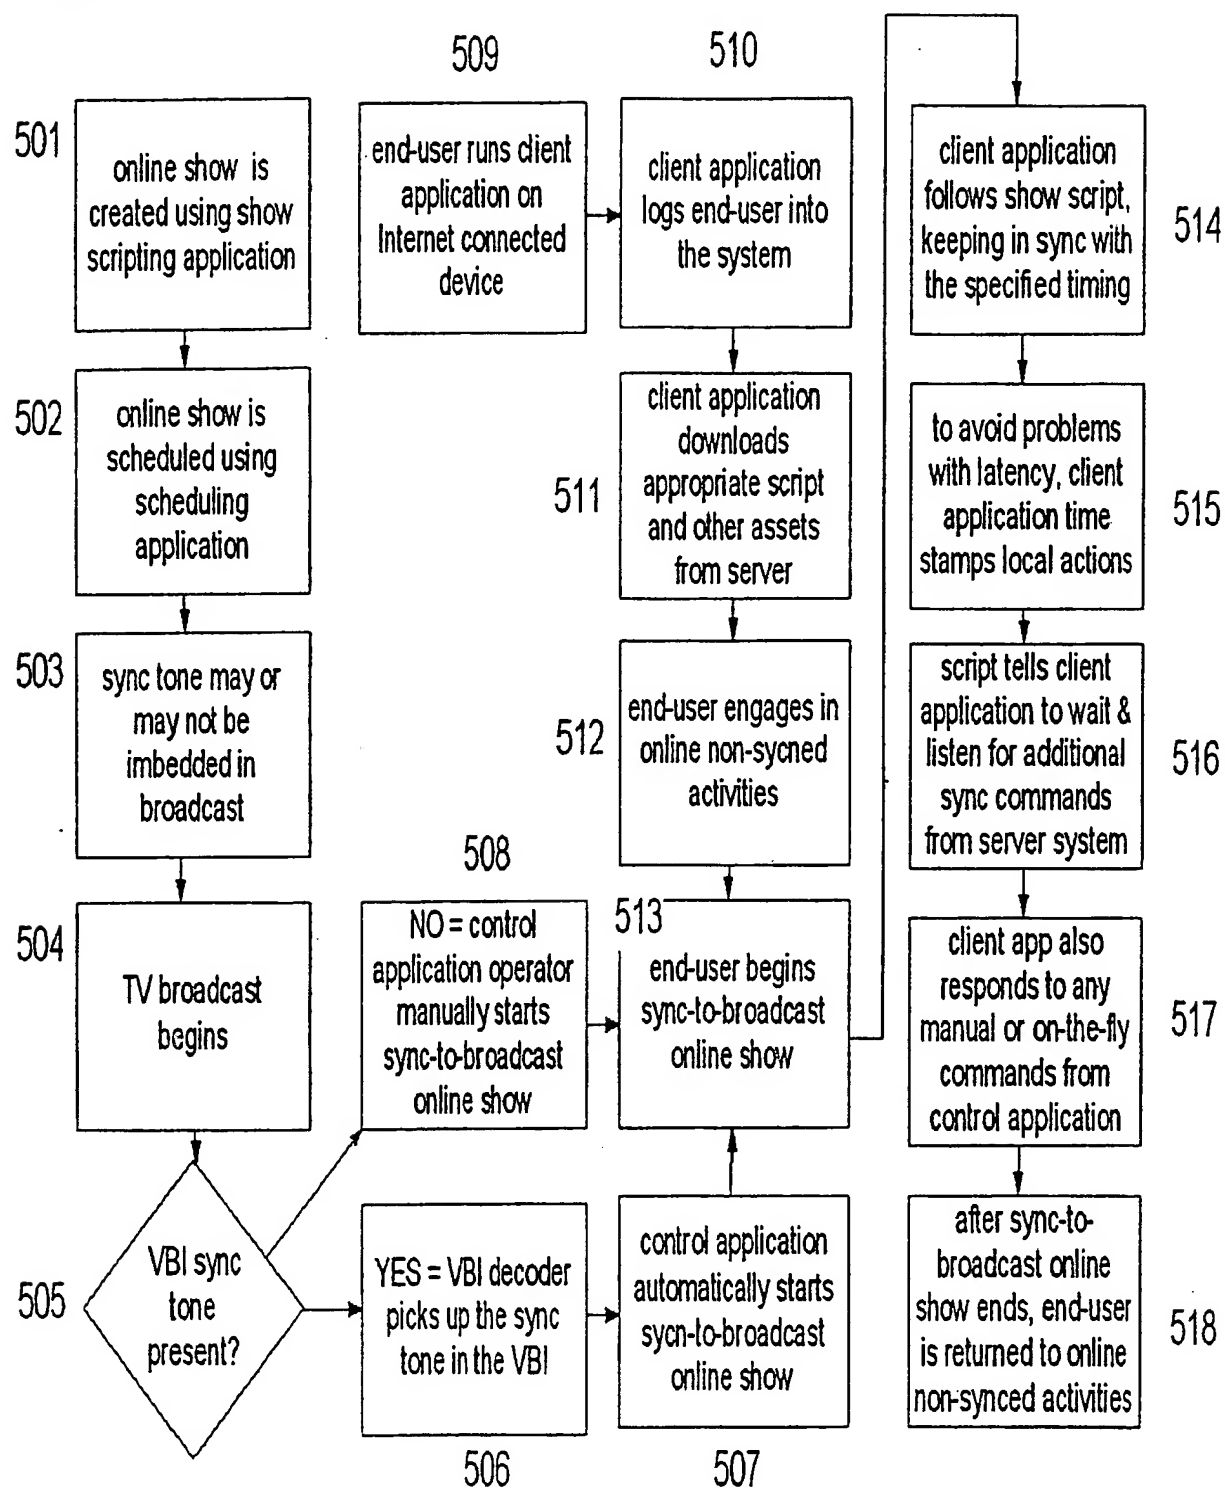 501
online show is
created using show
scripting application
502
online show is
scheduled using
scheduling
application
503
sync tone may or
may not be
imbedded in
broadcast
504
TV broadcast
begins
505
VBI sync
tone
present?
YES = VBI decoder
picks up the sync
tone in the VBI
506
control application
automatically starts
sycn-to-broadcast
online show
507
508
NO = control
application operator
manually starts
sync-to-broadcast
online show
509
end-user runs client
application on
Internet connected
device
510
client application
logs end-user into
the system
511
client application
downloads
appropriate script
and other assets
from server
512
end-user engages in
online non-sycned
activities
513
end-user begins
sync-to-broadcast
online show
client application
follows show script,
keeping in sync with
the specified timing
514
to avoid problems
with latency, client
application time
stamps local actions
515
script tells client
application to wait &
listen for additional
sync commands
from server system
516
client app also
responds to any
manual or on-the-fly
commands from
control application
517
after sync-to-
broadcast online
show ends, end-user
is returned to online
non-synced activities
518